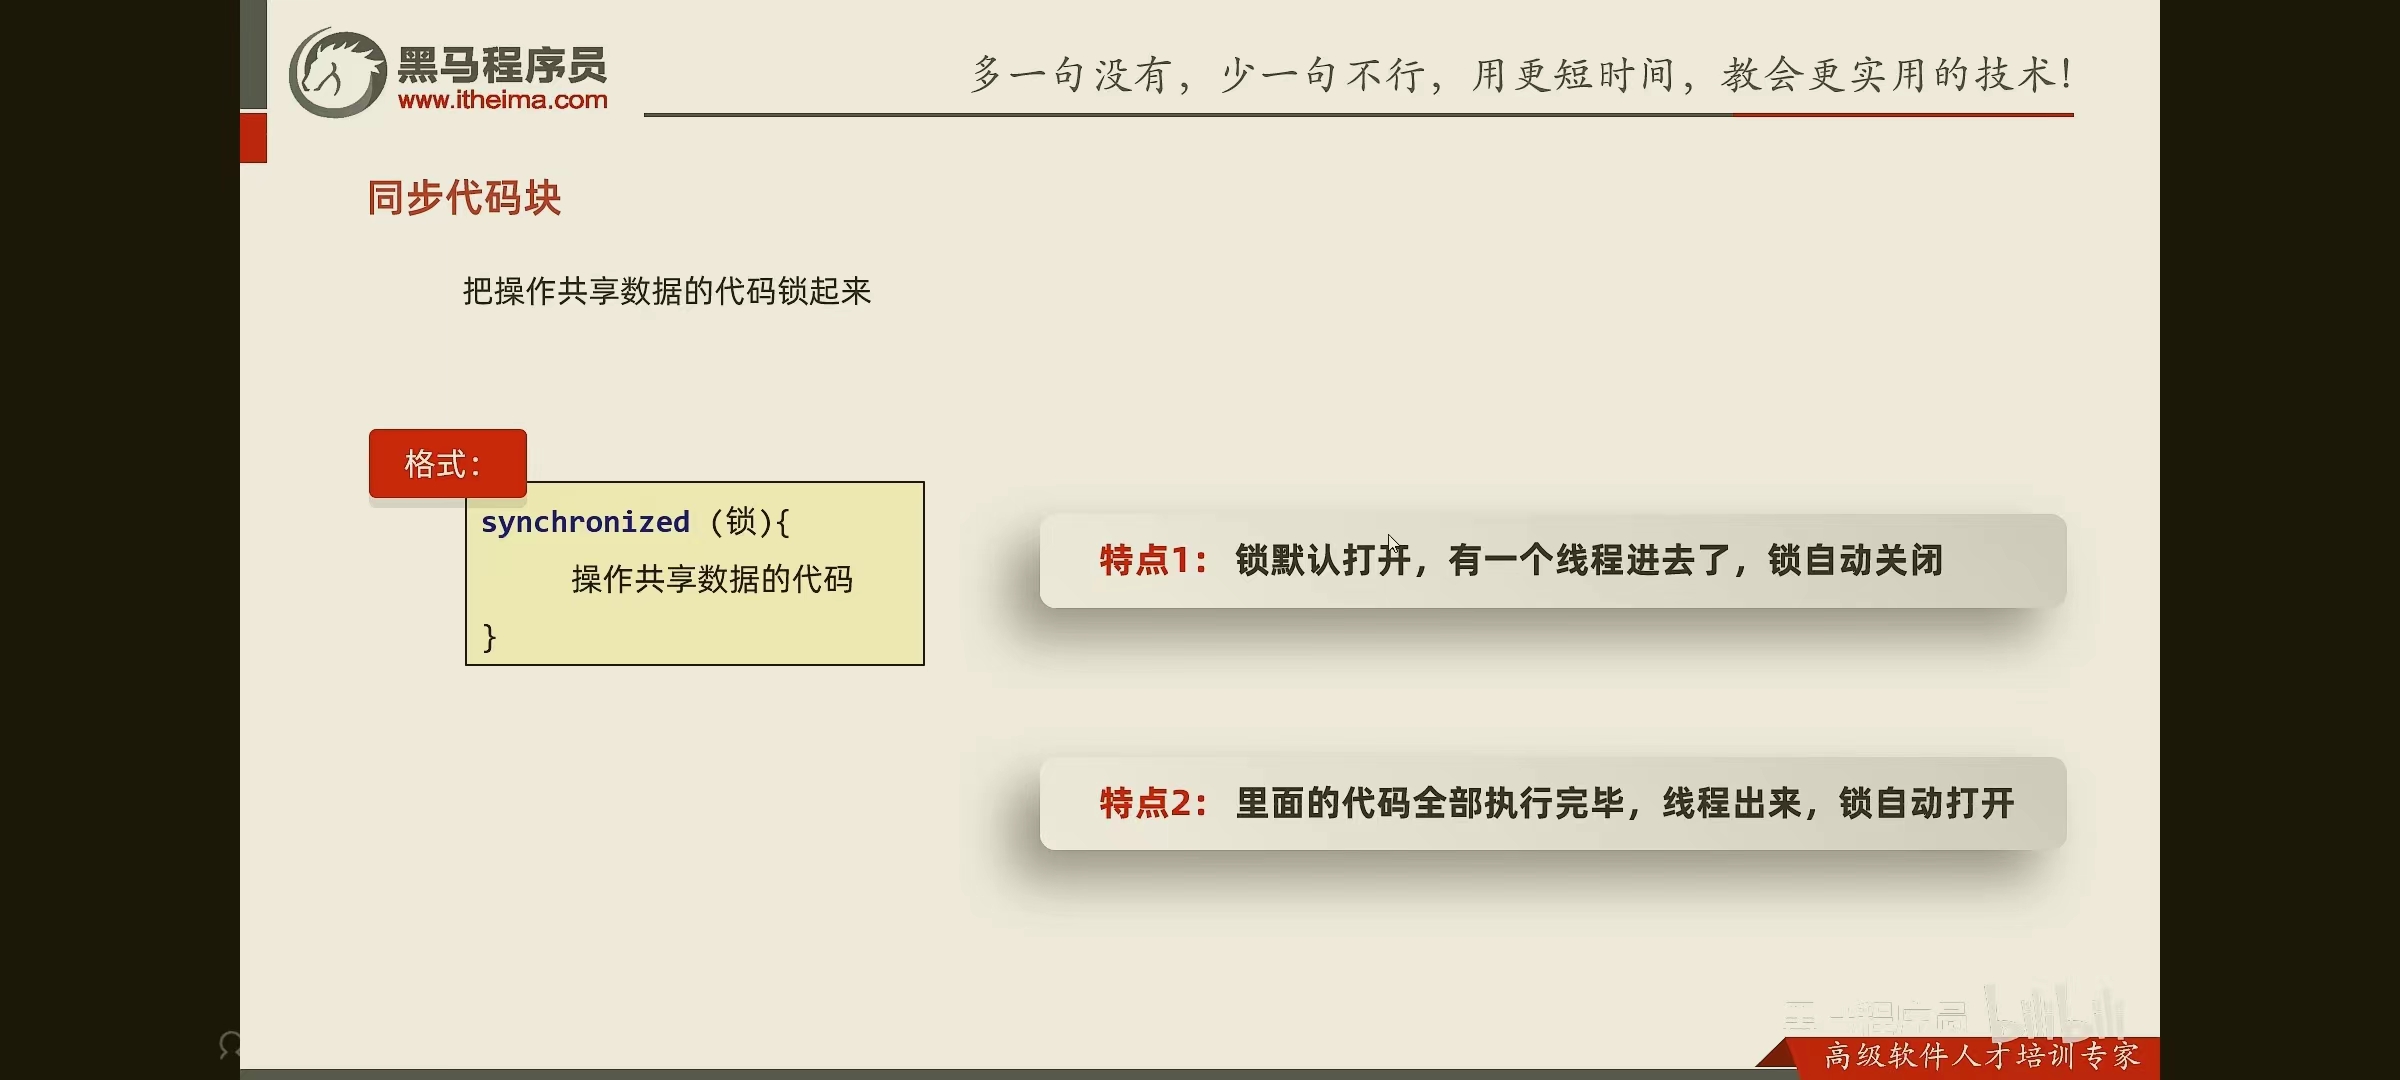 黑马程序员
www.itheima.com
多一句没有，少一句不行，用更短时间，教会更实用的技术！
同步代码块
把操作共享数据的代码锁起来
格式：
synchronized (锁){
操作共享数据的代码
}
特点1： 锁默认打开，有一个线程进去了，锁自动关闭
特点2： 里面的代码全部执行完毕，线程出来，锁自动打开
黑马程序员 bilibili
高级软件人才培训专家